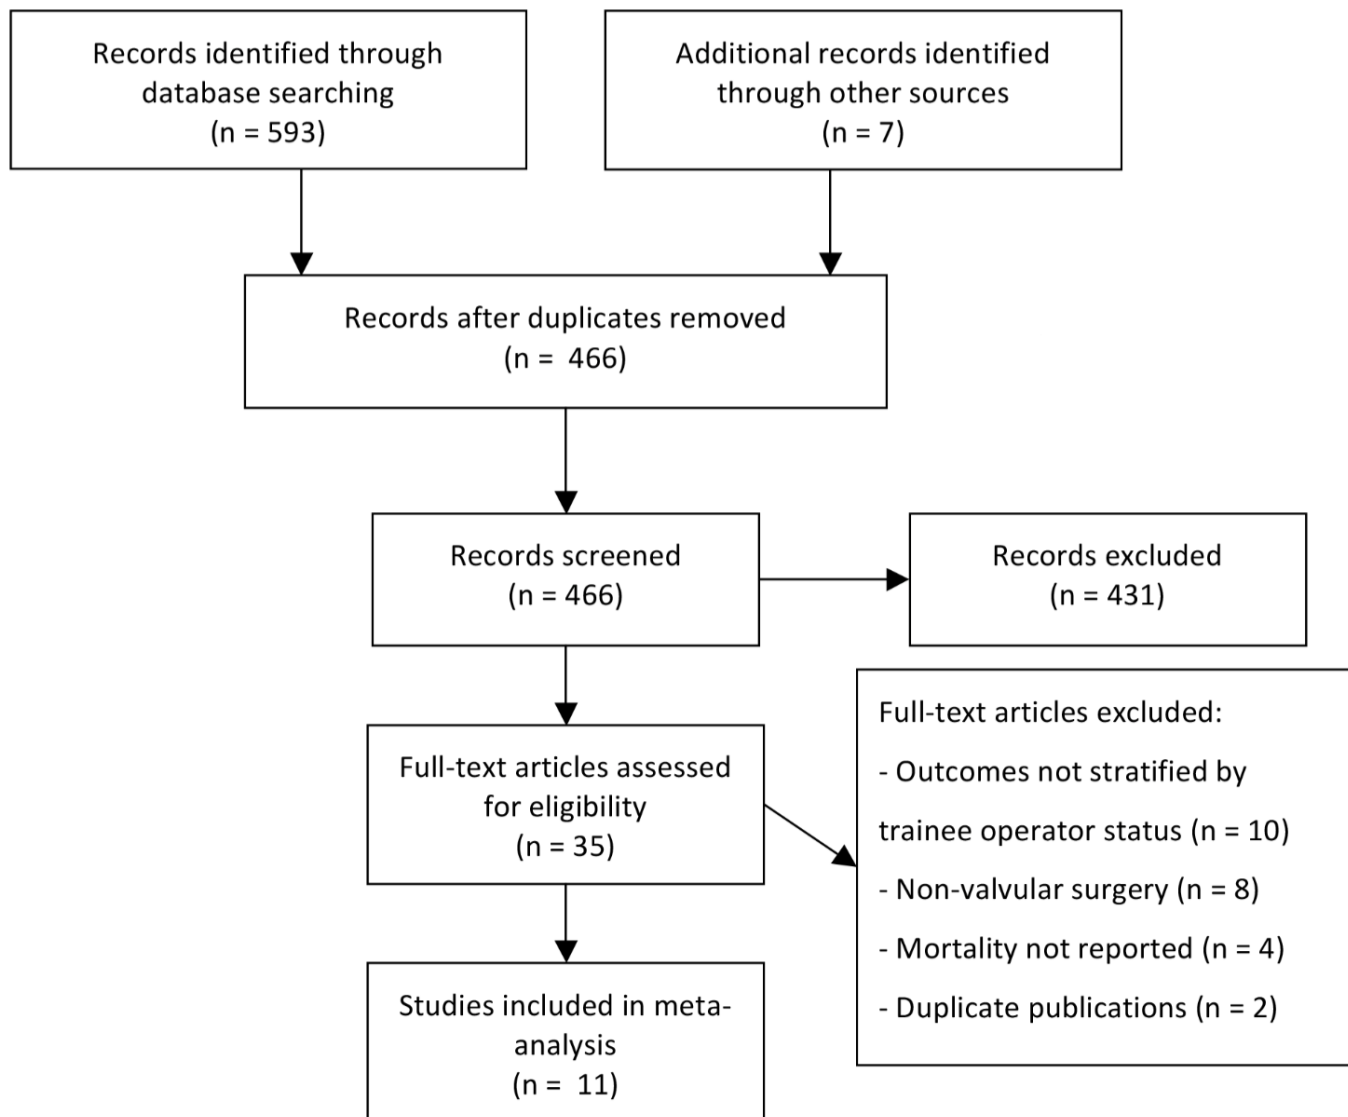 Records identified through
database searching
(n = 593)
Additional records identified
through other sources
(n = 7)
Records after duplicates removed
(n =  466)
Records screened
(n = 466)
Records excluded
(n = 431)
Full-text articles assessed
for eligibility
(n = 35)
Full-text articles excluded:
- Outcomes not stratified by
trainee operator status (n = 10)
- Non-valvular surgery (n = 8)
- Mortality not reported (n = 4)
- Duplicate publications (n = 2)
Studies included in meta-
analysis
(n =  11)